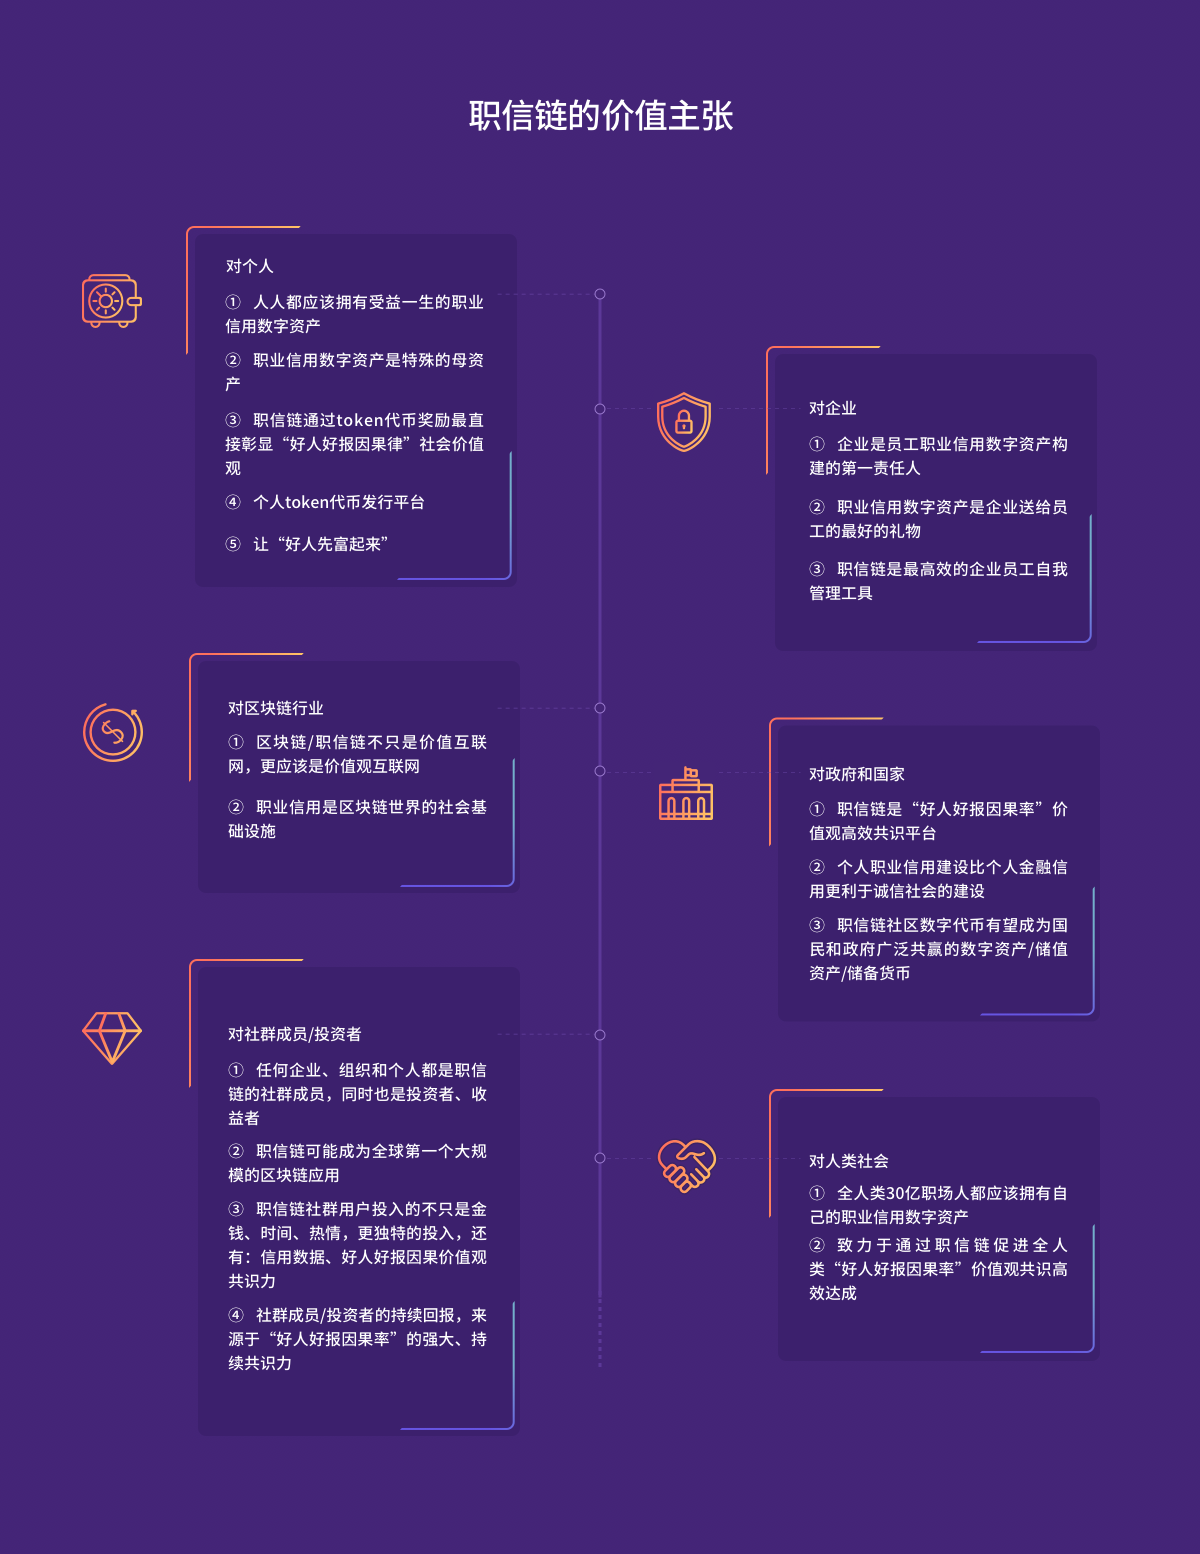 职信链的价值主张
对个人
① 人人都应该拥有受益一生的职业
信用数字资产
② 职业信用数字资产是特殊的母资
产
③ 职信链通过token代币奖励最直
接彰显“好人好报因果律”社会价值
观
④ 个人token代币发行平台
⑤ 让“好人先富起来”
对企业
① 企业是员工职业信用数字资产构
建的第一责任人
② 职业信用数字资产是企业送给员
工的最好的礼物
③ 职信链是最高效的企业员工自我
管理工具
对区块链行业
① 区块链/职信链不只是价值互联
网，更应该是价值观互联网
② 职业信用是区块链世界的社会基
础设施
对政府和国家
① 职信链是“好人好报因果率”价
值观高效共识平台
② 个人职业信用建设比个人金融信
用更利于诚信社会的建设
③ 职信链社区数字代币有望成为国
民和政府广泛共赢的数字资产/储值
资产/储备货币
对社群成员/投资者
① 任何企业、组织和个人都是职信
链的社群成员，同时也是投资者、收
益者
② 职信链可能成为全球第一个大规
模的区块链应用
③ 职信链社群用户投入的不只是金
钱、时间、热情，更独特的投入，还
有：信用数据、好人好报因果价值观
共识力
④ 社群成员/投资者的持续回报，来
源于“好人好报因果率”的强大、持
续共识力
对人类社会
① 全人类30亿职场人都应该拥有自
己的职业信用数字资产
② 致力于通过职信链促进全人
类“好人好报因果率”价值观共识高
效达成